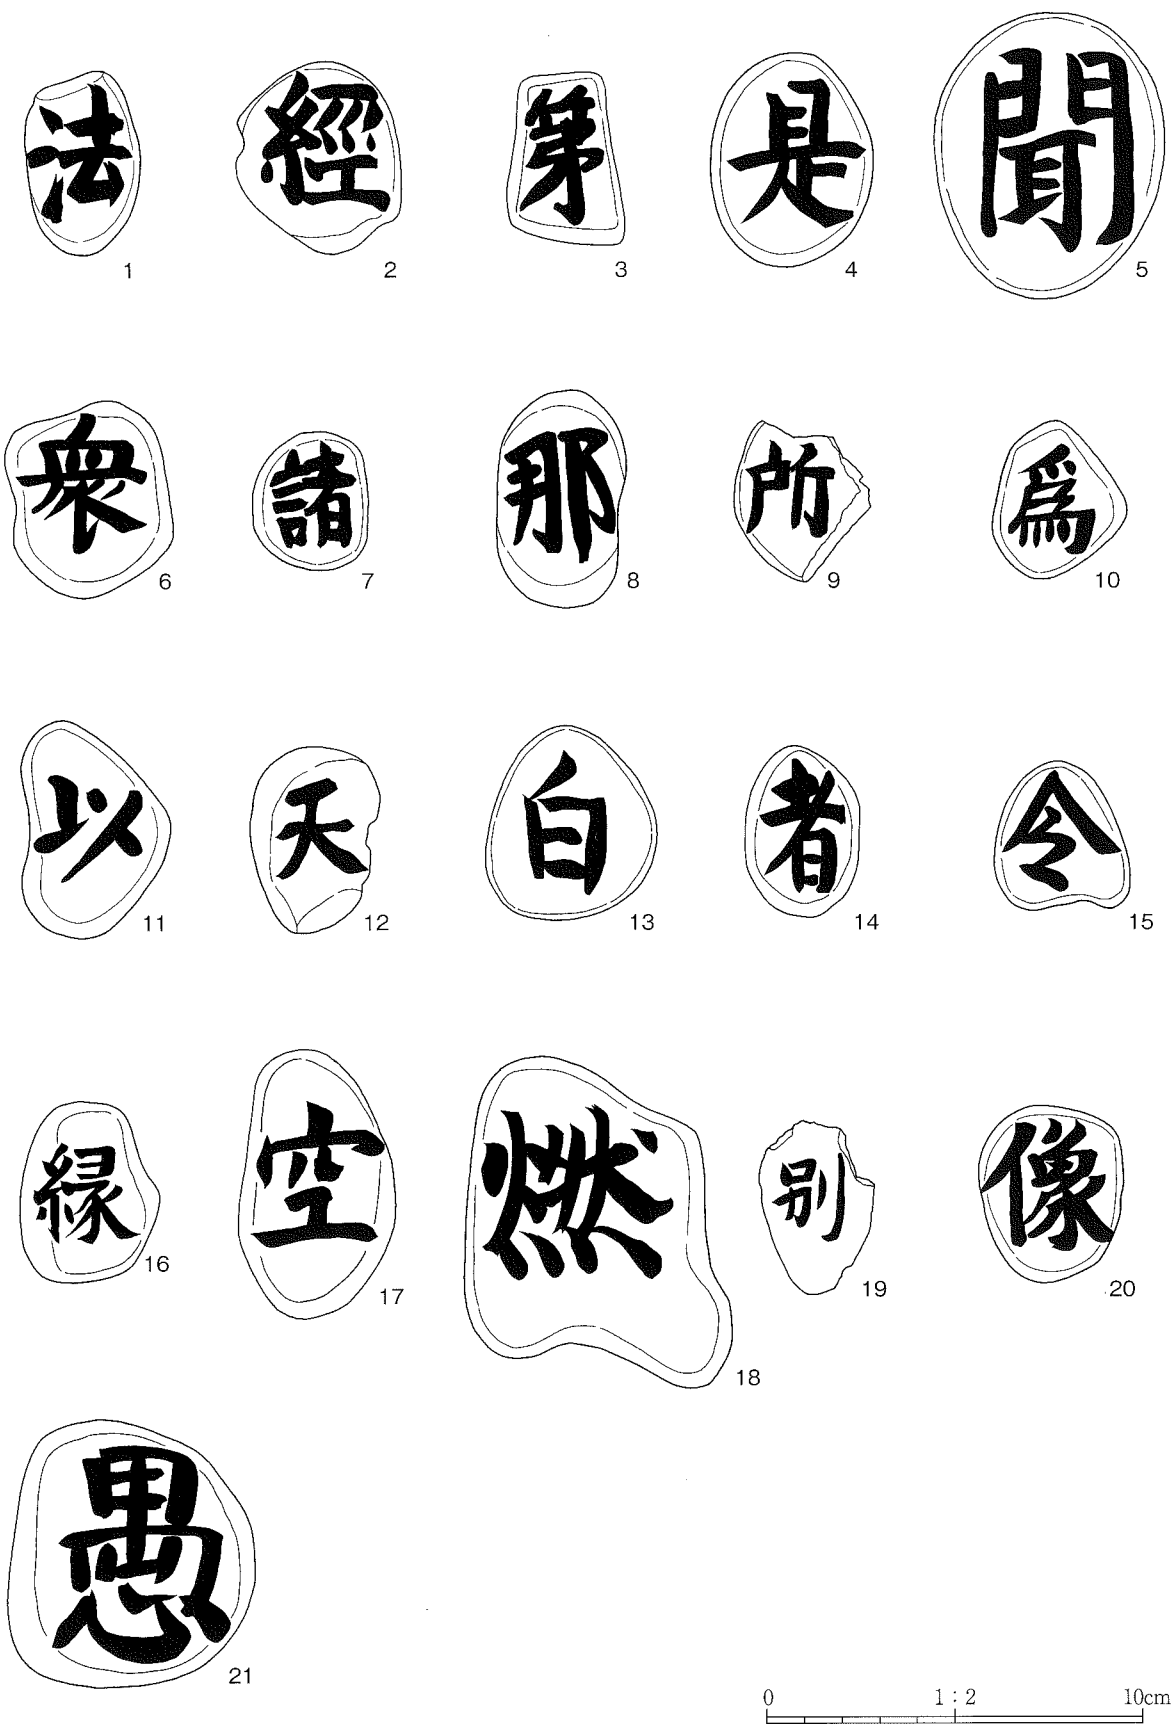 法 經 第 是 聞
1 2 3 4 5
衆 諸 那 所 爲
6 7 8 9 10
以 天 白 者 令
11 12 13 14 15
縁 空 燃 别 像
16 17 18 19 20
愚
21
0 1:2 10cm